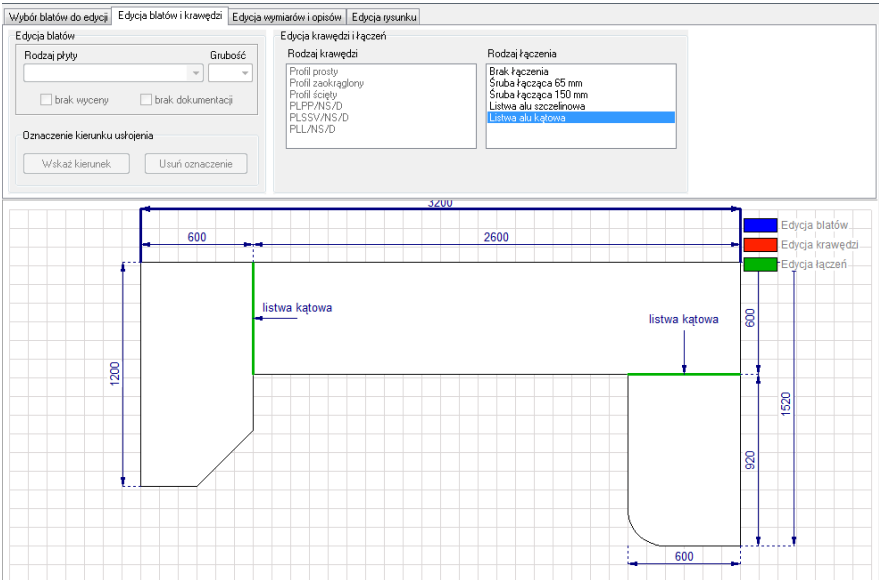 Wybór blatów do edycji Edycja blatów i krawędzi Edycja wymiarów i opisów Edycja rysunku
Edycja blatów
Rodzaj płyty Grubość
brak wyceny brak dokumentacji
Oznaczenie kierunku usłojenia
Wskaż kierunek Usuń oznaczenie
Edycja krawędzi i łączeń
Rodzaj krawędzi
Profil prosty
Profil zaokrąglony
Profil ścięty
PLPP/NS/D
PLSSV/NS/D
PLL/NS/D
Rodzaj łączenia
Brak łączenia
Śruba łącząca 65 mm
Śruba łącząca 150 mm
Listwa alu szczelinowa
Listwa alu kątowa
3200
600 2600
Edycja blatów
Edycja krawędzi
Edycja łączeń
listwa kątowa
listwa kątowa
600
1200
1520
920
600